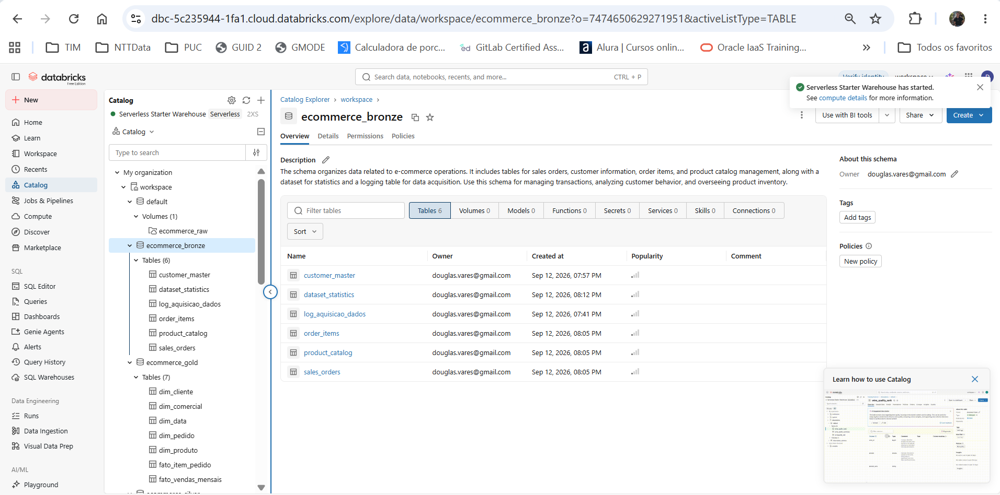 dbc-5c235944-1fa1.cloud.databricks.com/explore/data/workspace/ecommerce_bronze?o=7474650629271951&activeListType=TABLE
TIM
NTTData
PUC
GUID 2
GMODE
Calculadora de porc...
GitLab Certified Ass...
Alura | Cursos onlin...
Oracle IaaS Training...
»
Todos os favoritos
databricks
Free Edition
Search data, notebooks, recents, and more...
CTRL + P
Verify identity
workspace
Serverless Starter Warehouse has started.
See compute details for more information.
New
Home
Learn
Workspace
Recents
Catalog
Jobs & Pipelines
Compute
Discover
Marketplace
SQL
SQL Editor
Queries
Dashboards
Genie Agents
Alerts
Query History
SQL Warehouses
Data Engineering
Runs
Data Ingestion
Visual Data Prep
AI/ML
Playground
Catalog
Serverless Starter Warehouse Serverless 2XS
Catalog
Type to search
My organization
workspace
default
Volumes (1)
ecommerce_raw
ecommerce_bronze
Tables (6)
customer_master
dataset_statistics
log_aquisicao_dados
order_items
product_catalog
sales_orders
ecommerce_gold
Tables (7)
dim_cliente
dim_comercial
dim_data
dim_pedido
dim_produto
fato_item_pedido
fato_vendas_mensais
Catalog Explorer › workspace ›
ecommerce_bronze
Use with BI tools
Share
Create
Overview
Details
Permissions
Policies
Description
The schema organizes data related to e-commerce operations. It includes tables for sales orders, customer information, order items, and product catalog management, along with a
dataset for statistics and a logging table for data acquisition. Use this schema for managing transactions, analyzing customer behavior, and overseeing product inventory.
Filter tables
Tables 6
Volumes 0
Models 0
Functions 0
Secrets 0
Services 0
Skills 0
Connections 0
Sort
Name Owner Created at Popularity Comment
customer_master douglas.vares@gmail.com Sep 12, 2026, 07:57 PM
dataset_statistics douglas.vares@gmail.com Sep 12, 2026, 08:12 PM
log_aquisicao_dados douglas.vares@gmail.com Sep 12, 2026, 07:41 PM
order_items douglas.vares@gmail.com Sep 12, 2026, 08:05 PM
product_catalog douglas.vares@gmail.com Sep 12, 2026, 08:05 PM
sales_orders douglas.vares@gmail.com Sep 12, 2026, 08:05 PM
About this schema
Owner douglas.vares@gmail.com
Tags
Add tags
Policies
New policy
Learn how to use Catalog